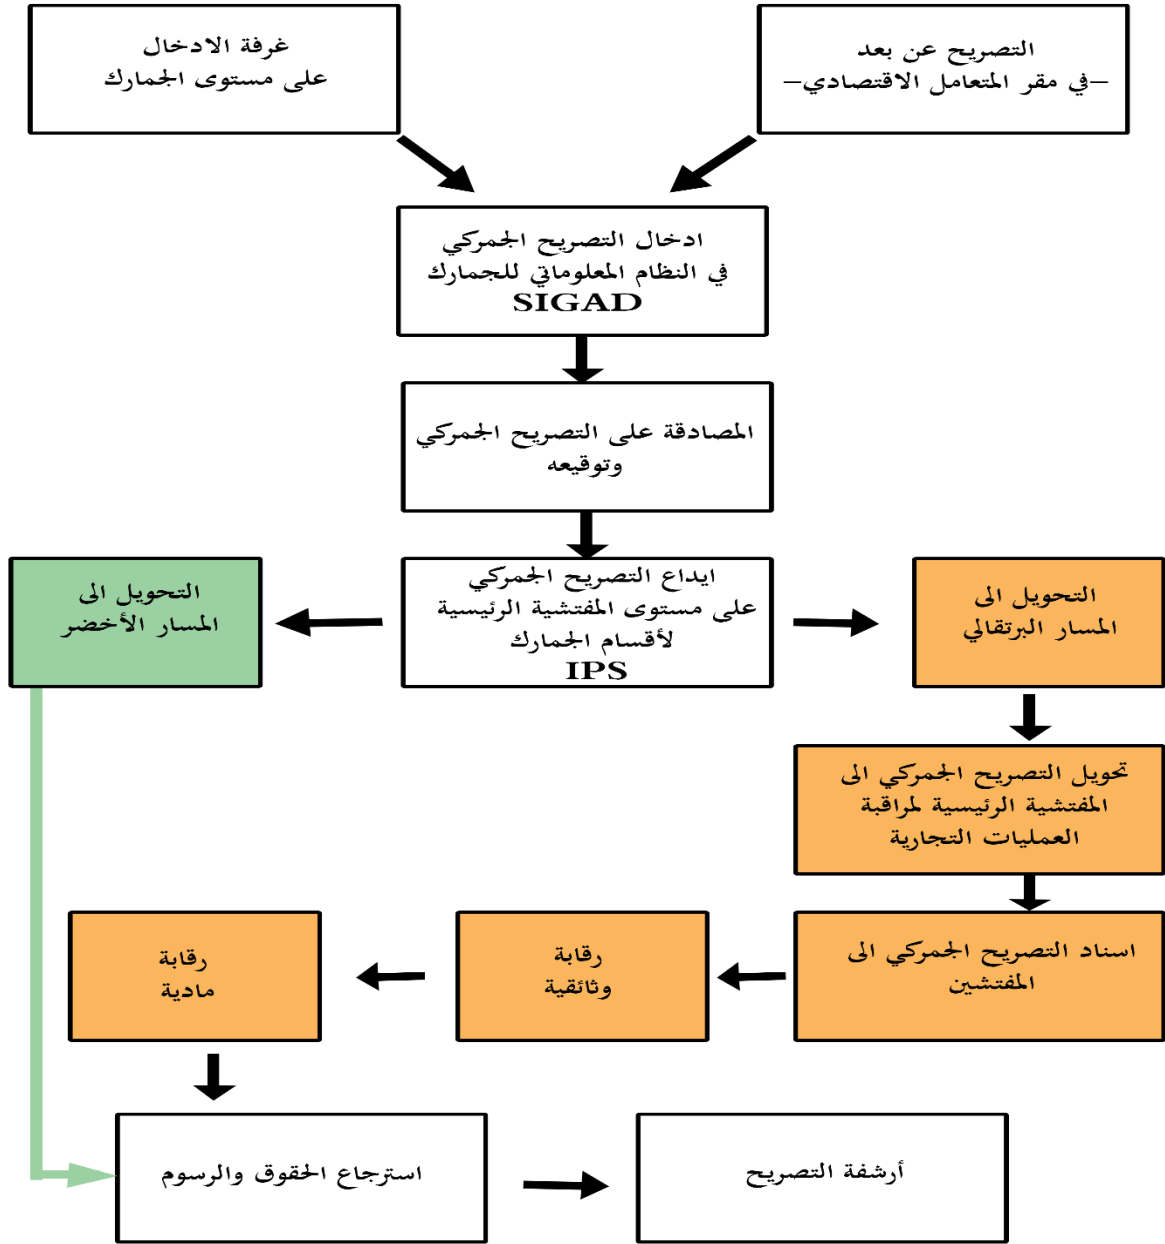 التصريح عن بعد
–في مقر المتعامل الاقتصادي–
غرفة الادخال
على مستوى الجمارك
ادخال التصريح الجمركي
في النظام المعلوماتي للجمارك
SIGAD
المصادقة على التصريح الجمركي
وتوقيعه
ايداع التصريح الجمركي
على مستوى المفتشية الرئيسية
لأقسام الجمارك
IPS
التحويل الى
المسار البرتقالي
التحويل الى
المسار الأخضر
تحويل التصريح الجمركي الى
المفتشية الرئيسية لمراقبة
العمليات التجارية
اسناد التصريح الجمركي الى
المفتشين
رقابة
وثائقية
رقابة
مادية
استرجاع الحقوق والرسوم
أرشفة التصريح